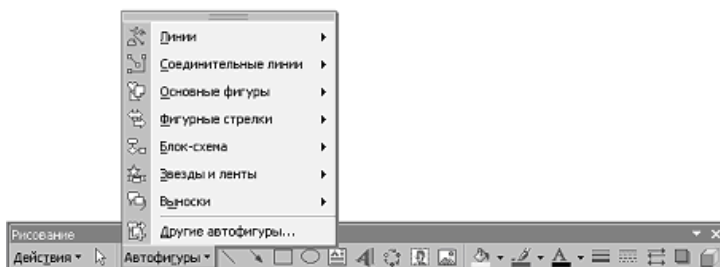 Линии
Соединительные линии
Основные фигуры
Фигурные стрелки
Блок-схема
Звезды и ленты
Выноски
Другие автофигуры...
Рисование
Действия Автофигуры